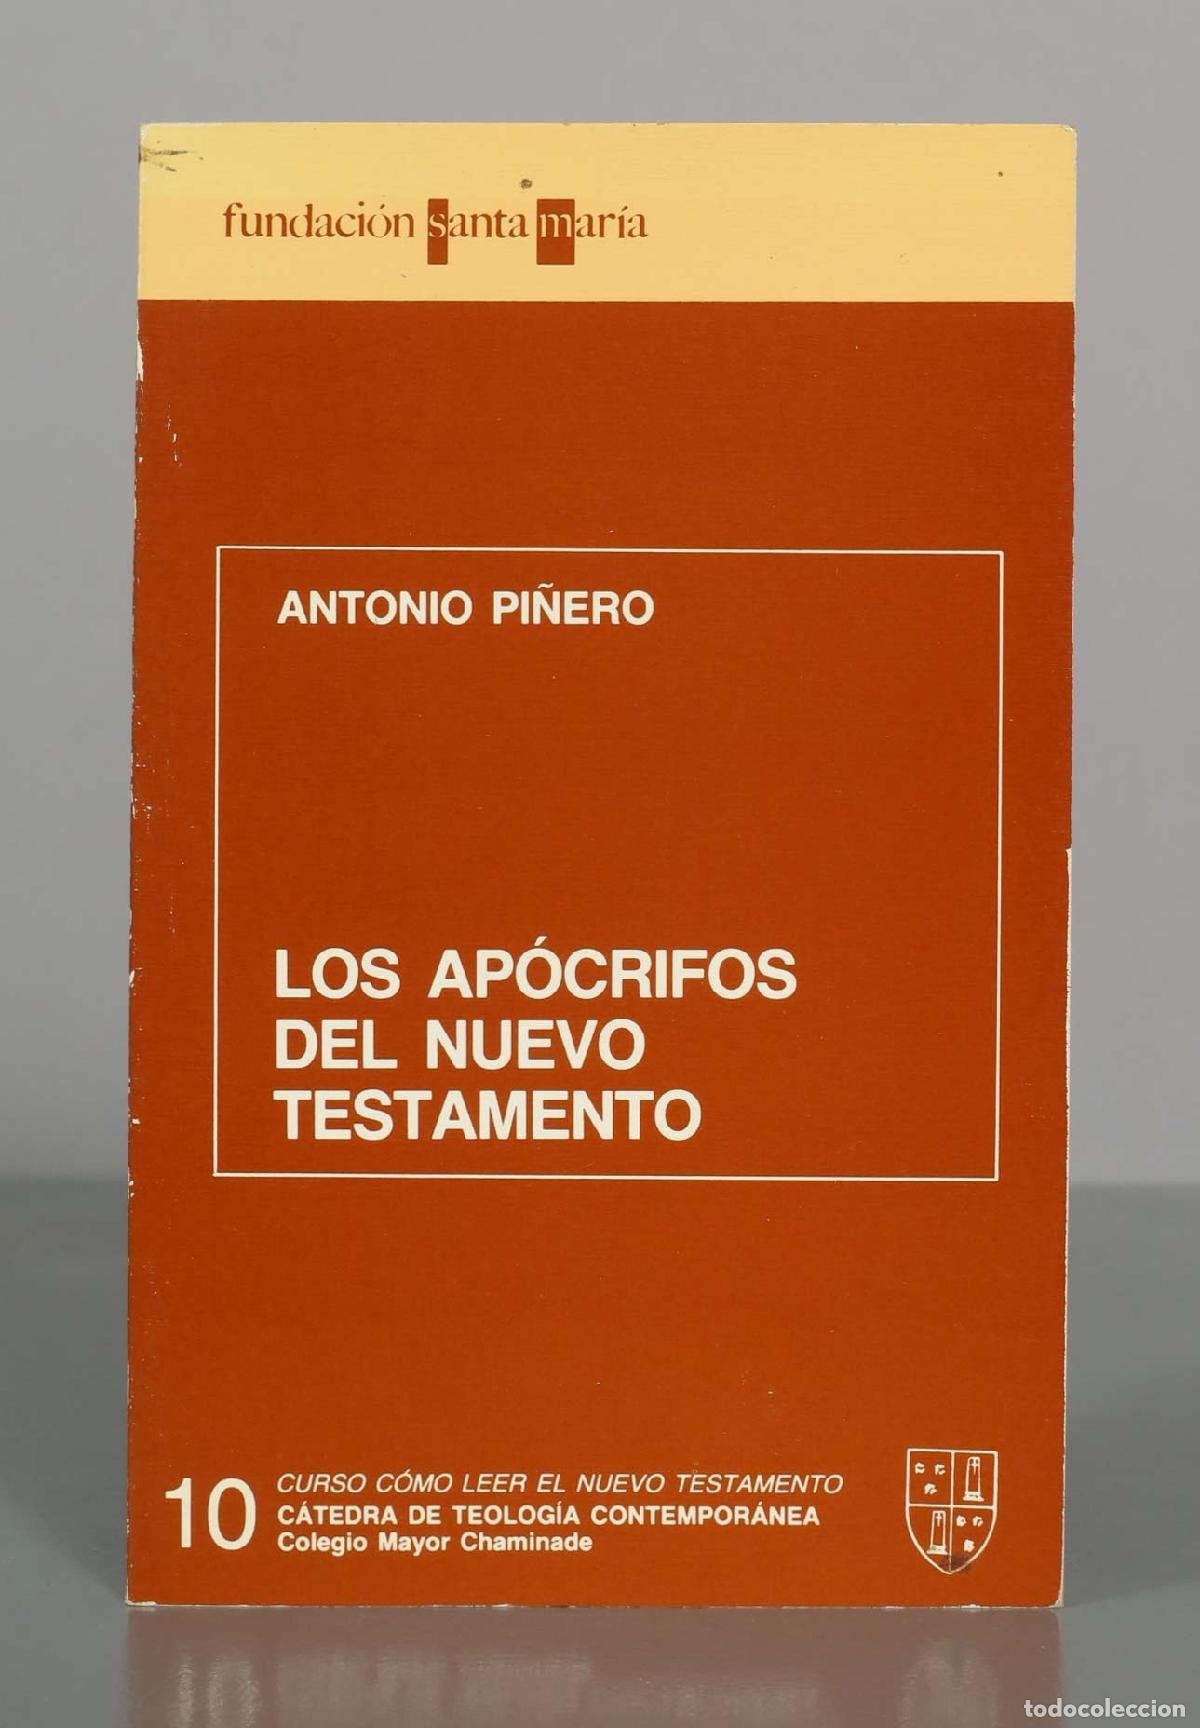 fundación santa maría
ANTONIO PIÑERO
LOS APÓCRIFOS
DEL NUEVO
TESTAMENTO
10
CURSO CÓMO LEER EL NUEVO TESTAMENTO
CÁTEDRA DE TEOLOGÍA CONTEMPORÁNEA
Colegio Mayor Chaminade
todocoleccion